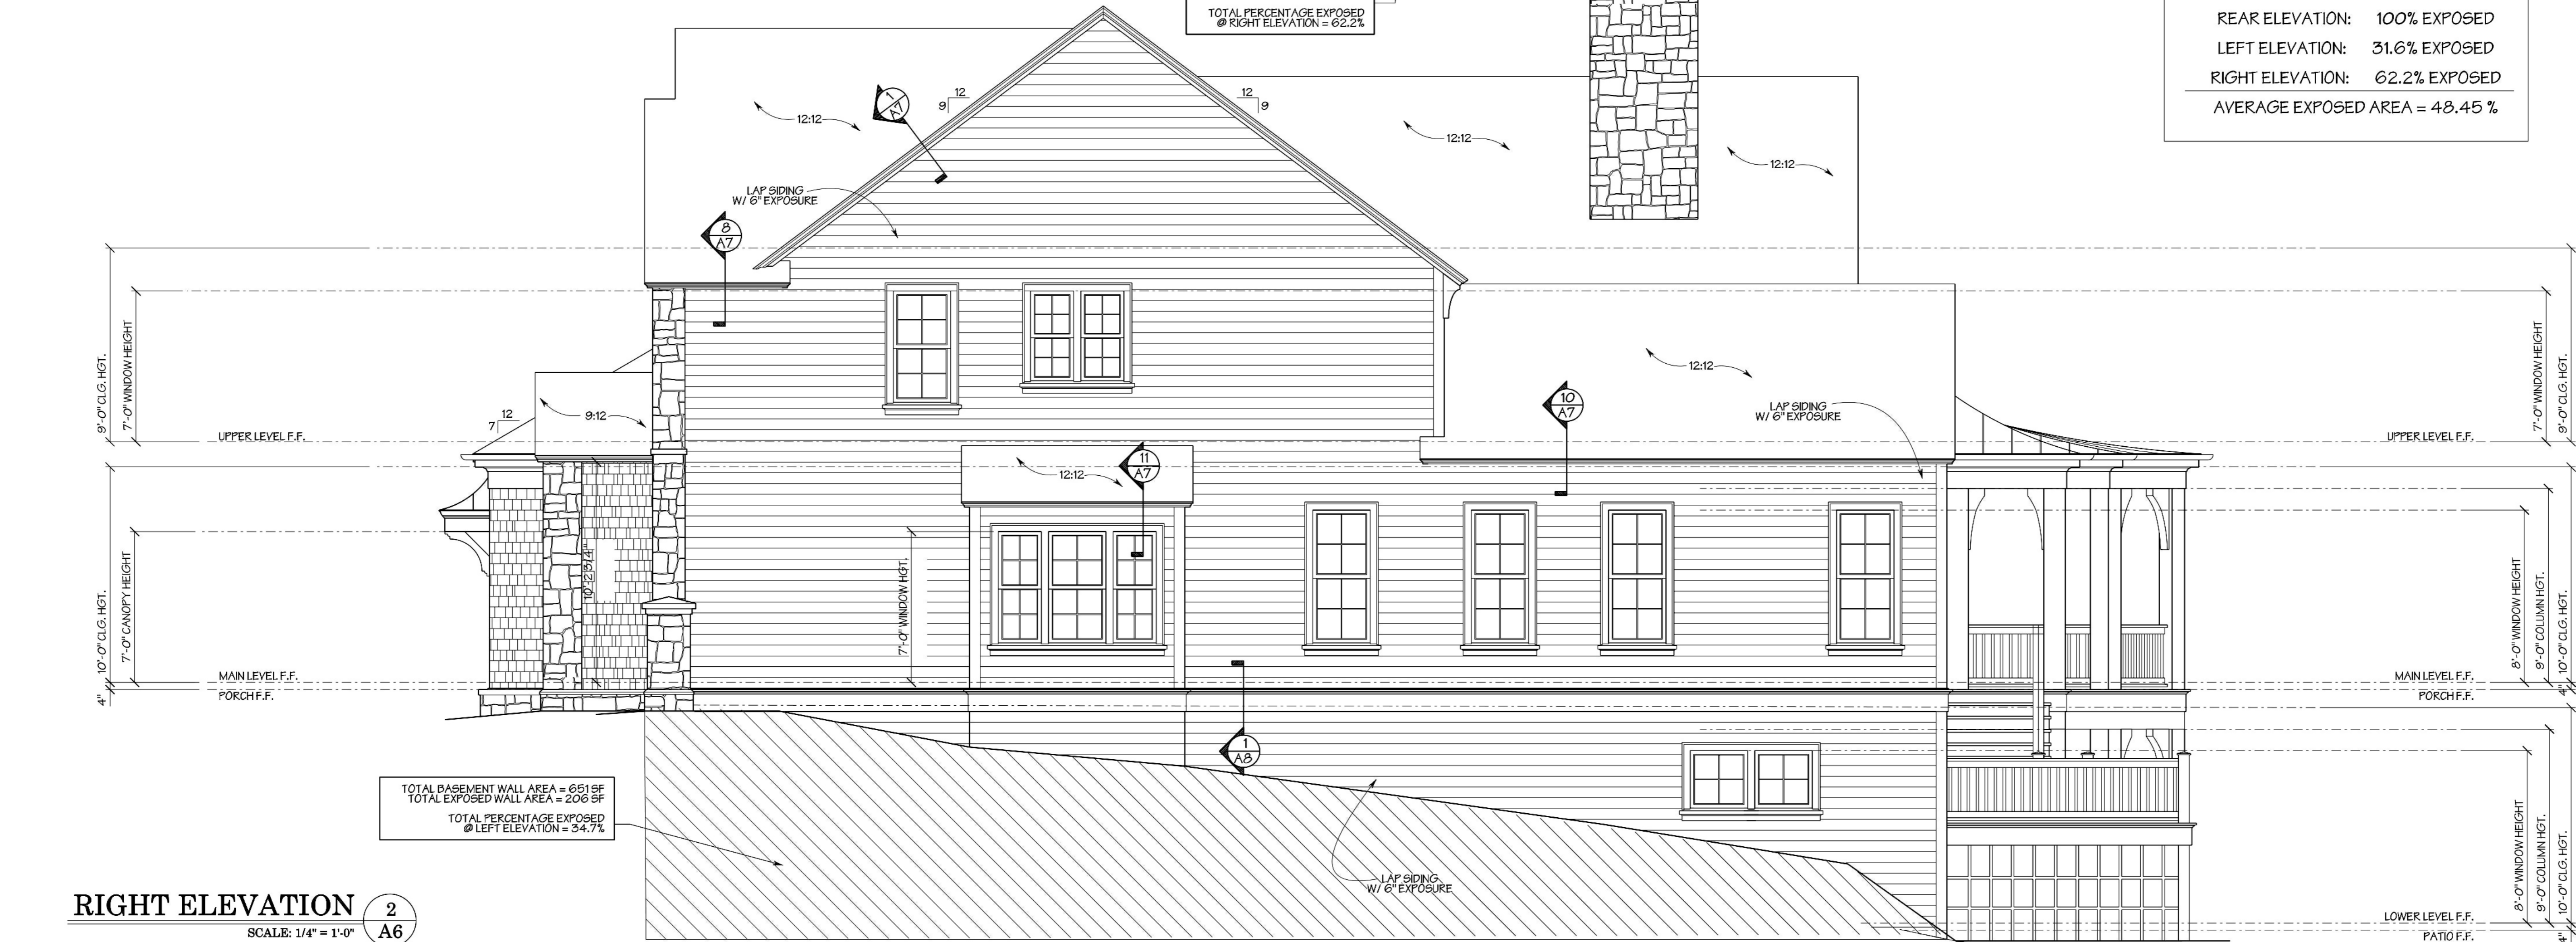 TOTAL PERCENTAGE EXPOSED
@ RIGHT ELEVATION = 62.2%
REAR ELEVATION: 100% EXPOSED
LEFT ELEVATION: 31.6% EXPOSED
RIGHT ELEVATION: 62.2% EXPOSED
AVERAGE EXPOSED AREA = 48.45 %
1
A7
12
9
12
9
12:12
12:12
12:12
LAP SIDING
W/ 6" EXPOSURE
8
A7
9'-0" CLG. HGT.
7'-0" WINDOW HEIGHT
7'-0" WINDOW HEIGHT
9'-0" CLG. HGT.
12:12
10
A7
LAP SIDING
W/ 6" EXPOSURE
12
7
9:12
UPPER LEVEL F.F.
UPPER LEVEL F.F.
11
A7
12:12
10'-0" CLG. HGT.
7'-0" CANOPY HEIGHT
10'-2 3/4"
7'-0" WINDOW HGT.
8'-0" WINDOW HEIGHT
9'-0" COLUMN HGT.
10'-0" CLG. HGT.
MAIN LEVEL F.F.
PORCH F.F.
4"
MAIN LEVEL F.F.
PORCH F.F.
4"
1
A8
TOTAL BASEMENT WALL AREA = 651 SF
TOTAL EXPOSED WALL AREA = 206 SF
TOTAL PERCENTAGE EXPOSED
@ LEFT ELEVATION = 34.7%
LAP SIDING
W/ 6" EXPOSURE
8'-0" WINDOW HEIGHT
9'-0" COLUMN HGT.
10'-0" CLG. HGT.
LOWER LEVEL F.F.
PATIO F.F.
4"
RIGHT ELEVATION
SCALE: 1/4" = 1'-0"
2
A6